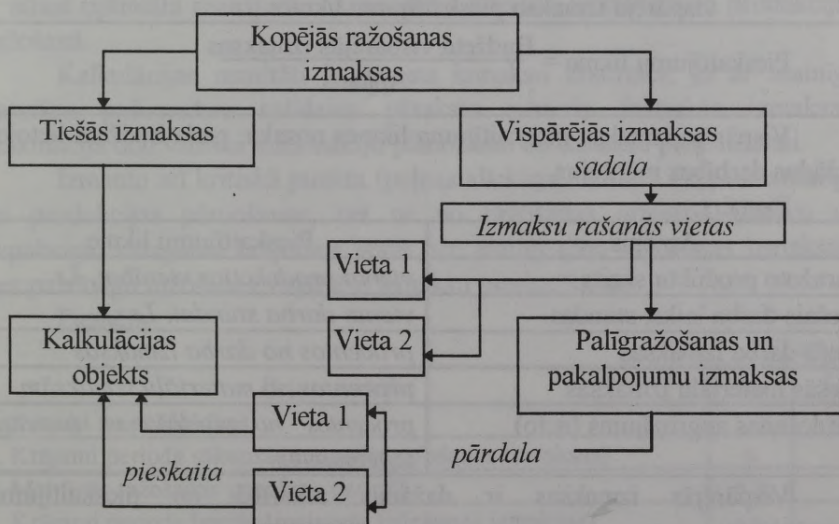 Kopējās ražošanas
izmaksas
Tiešās izmaksas
Vispārējās izmaksas
sadala
Izmaksu rašanās vietas
Vieta 1
Vieta 2
Kalkulācijas
objekts
Palīgražošanas un
pakalpojumu izmaksas
Vieta 1
pārdala
pieskaita
Vieta 2